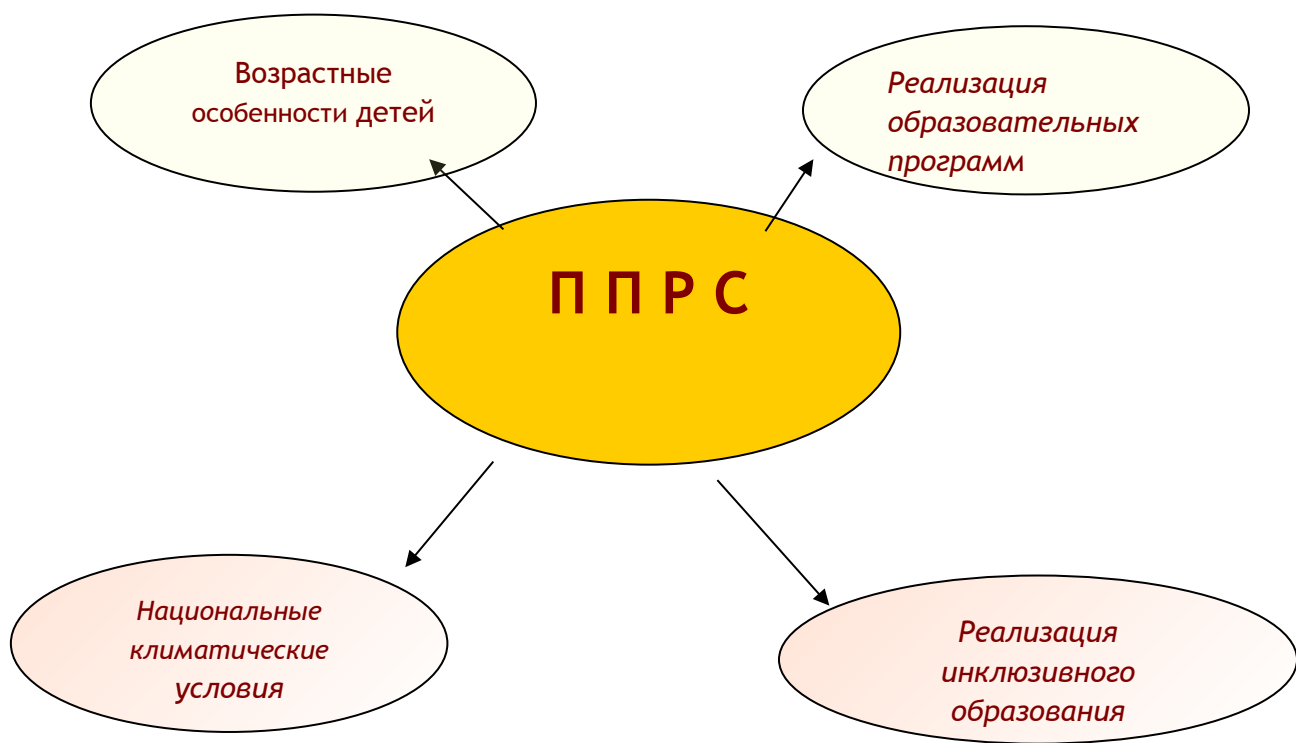 Возрастные
особенности детей
Реализация
образовательных
программ
П П Р С
Национальные
климатические
условия
Реализация
инклюзивного
образования